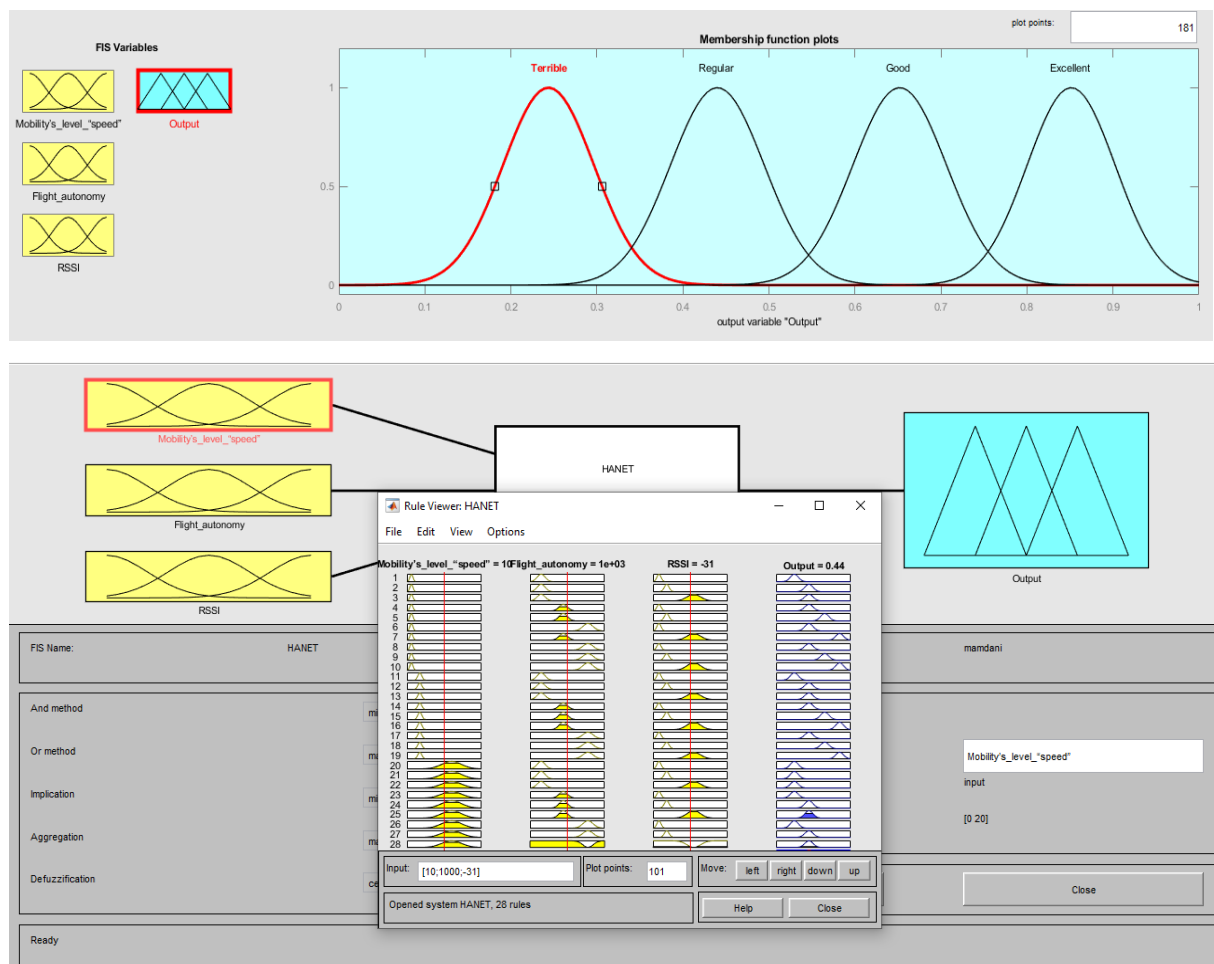 plot points:
181
FIS Variables
Membership function plots
Mobility's_level_"speed"
Output
Flight_autonomy
RSSI
Terrible
Regular
Good
Excellent
1
0.5
0
0
0.1
0.2
0.3
0.4
0.5
0.6
0.7
0.8
0.9
1
output variable "Output"
Mobility's_level_"speed"
Flight_autonomy
RSSI
HANET
Output
Rule Viewer: HANET
File Edit View Options
Mobility's_level_"speed" = 10
Flight_autonomy = 1e+03
RSSI = -31
Output = 0.44
1
2
3
4
5
6
7
8
9
10
11
12
13
14
15
16
17
18
19
20
21
22
23
24
25
26
27
28
Input:
[10;1000;-31]
Plot points:
101
Move:
left
right
down
up
Opened system HANET, 28 rules
Help
Close
FIS Name:
HANET
mamdani
And method
mi
Or method
ma
Implication
mi
Aggregation
ma
Defuzzification
ce
Mobility's_level_"speed"
input
[0 20]
Close
Ready